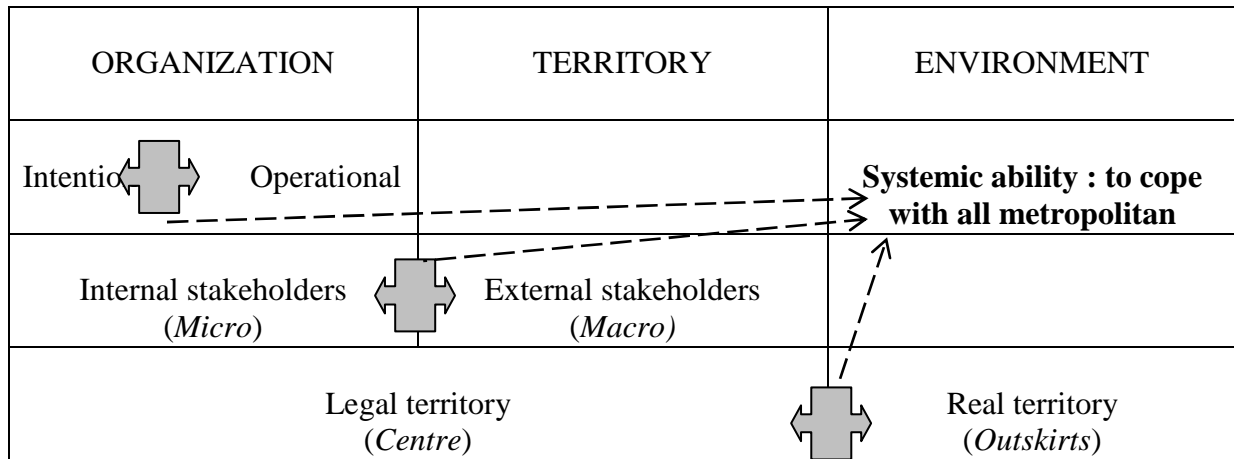 ORGANIZATION TERRITORY ENVIRONMENT
Intentio Operational
Systemic ability : to cope
with all metropolitan
Internal stakeholders
(Micro)
External stakeholders
(Macro)
Legal territory
(Centre)
Real territory
(Outskirts)